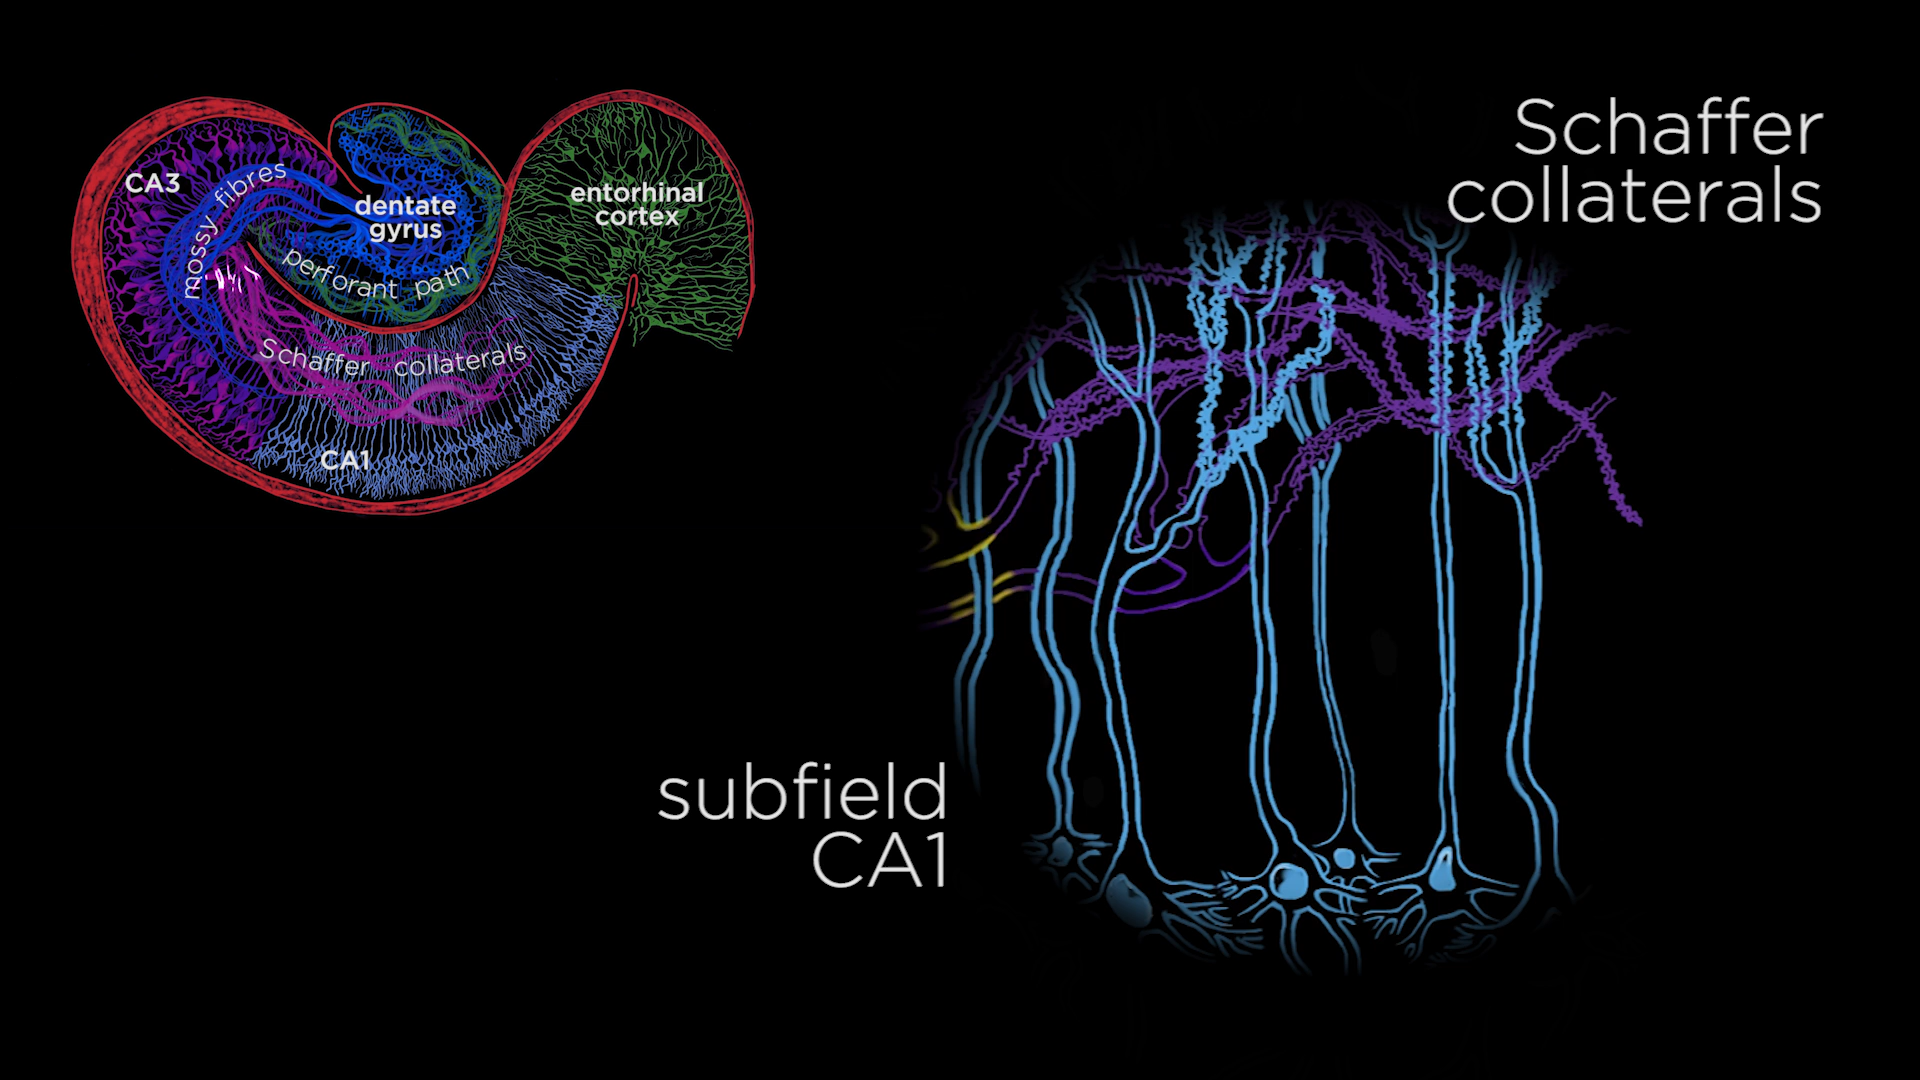 CA3
mossy fibres
dentate
gyrus
perforant path
entorhinal
cortex
Schaffer collaterals
CA1
Schaffer
collaterals
subfield
CA1